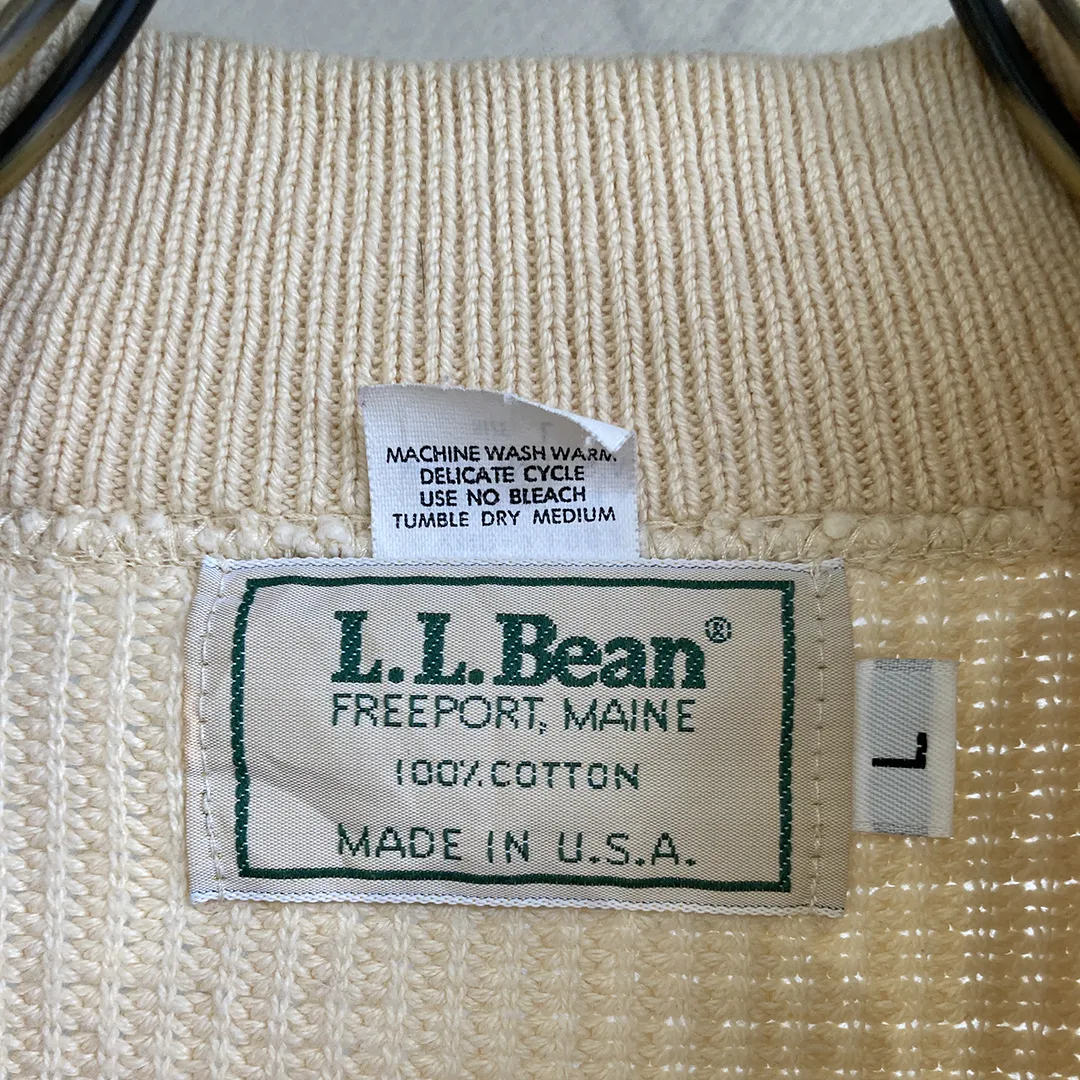 MACHINE WASH WARM
DELICATE CYCLE
USE NO BLEACH
TUMBLE DRY MEDIUM
L.L.Bean®
FREEPORT, MAINE
100% COTTON
MADE IN U.S.A.
L